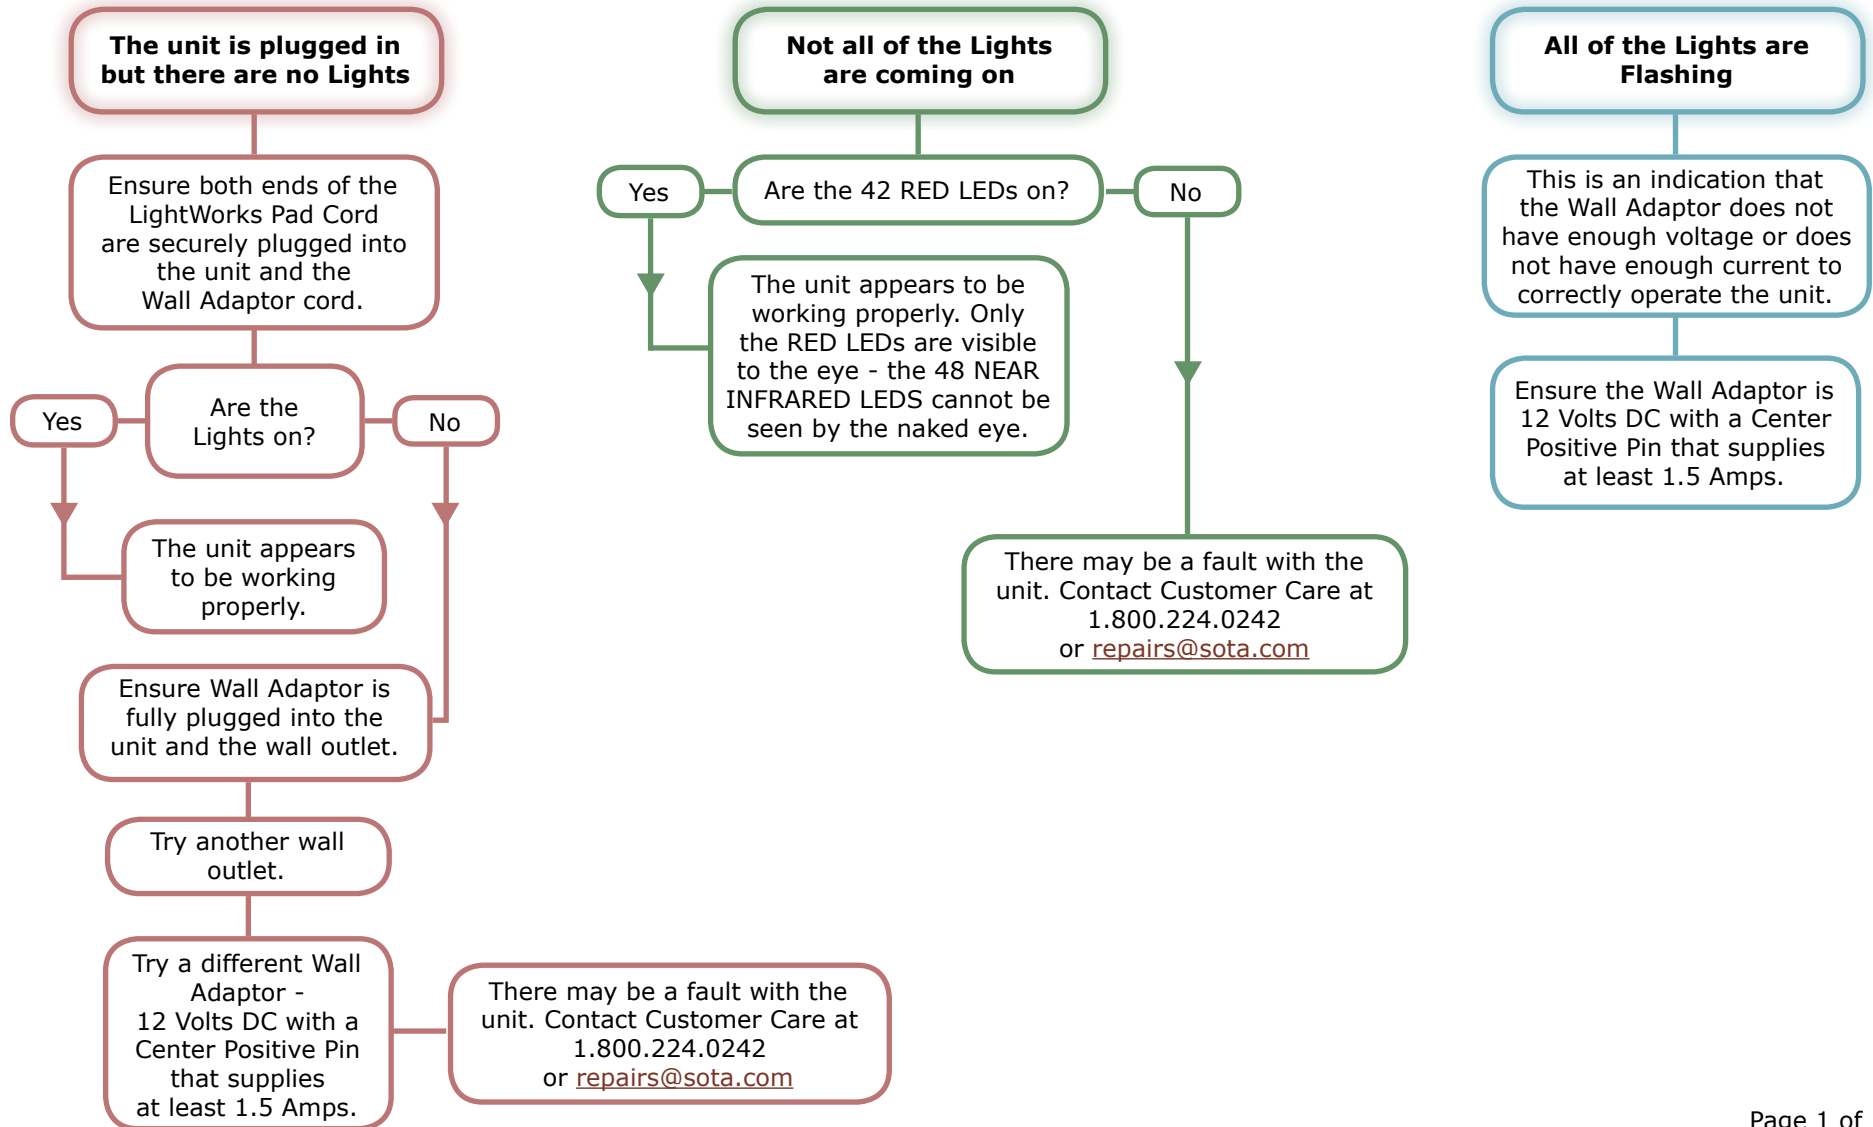 The unit is plugged in
but there are no Lights
Ensure both ends of the
LightWorks Pad Cord
are securely plugged into
the unit and the
Wall Adaptor cord.
Are the
Lights on?
Yes
No
The unit appears
to be working
properly.
Ensure Wall Adaptor is
fully plugged into the
unit and the wall outlet.
Try another wall
outlet.
Try a different Wall
Adaptor -
12 Volts DC with a
Center Positive Pin
that supplies
at least 1.5 Amps.
There may be a fault with the
unit. Contact Customer Care at
1.800.224.0242
or repairs@sota.com
Not all of the Lights
are coming on
Are the 42 RED LEDs on?
Yes
No
The unit appears to be
working properly. Only
the RED LEDs are visible
to the eye - the 48 NEAR
INFRARED LEDS cannot be
seen by the naked eye.
There may be a fault with the
unit. Contact Customer Care at
1.800.224.0242
or repairs@sota.com
All of the Lights are
Flashing
This is an indication that
the Wall Adaptor does not
have enough voltage or does
not have enough current to
correctly operate the unit.
Ensure the Wall Adaptor is
12 Volts DC with a Center
Positive Pin that supplies
at least 1.5 Amps.
Page 1 of